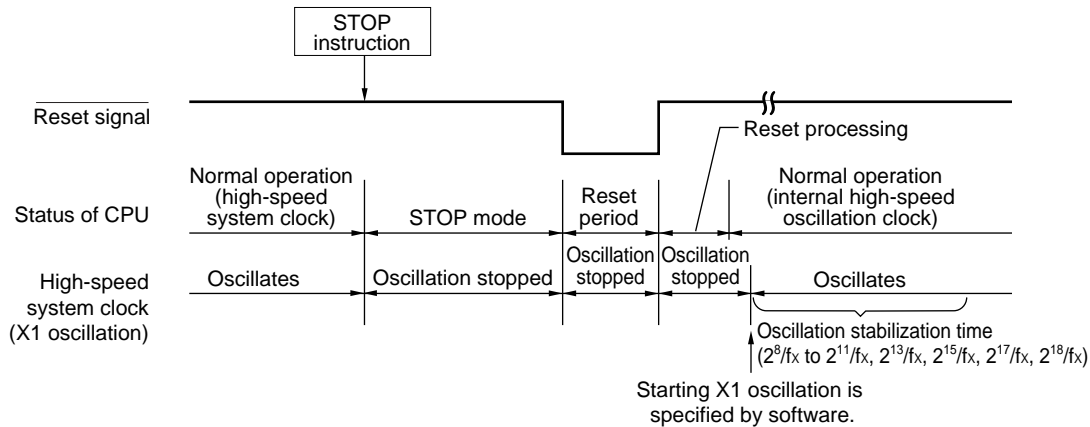 STOP
instruction
Reset signal
Reset processing
Status of CPU
Normal operation
(high-speed
system clock)
STOP mode
Reset
period
Normal operation
(internal high-speed
oscillation clock)
High-speed
system clock
(X1 oscillation)
Oscillates
Oscillation stopped
Oscillation
stopped
Oscillation
stopped
Oscillates
Oscillation stabilization time
(2⁸/fx to 2¹¹/fx, 2¹³/fx, 2¹⁵/fx, 2¹⁷/fx, 2¹⁸/fx)
Starting X1 oscillation is
specified by software.